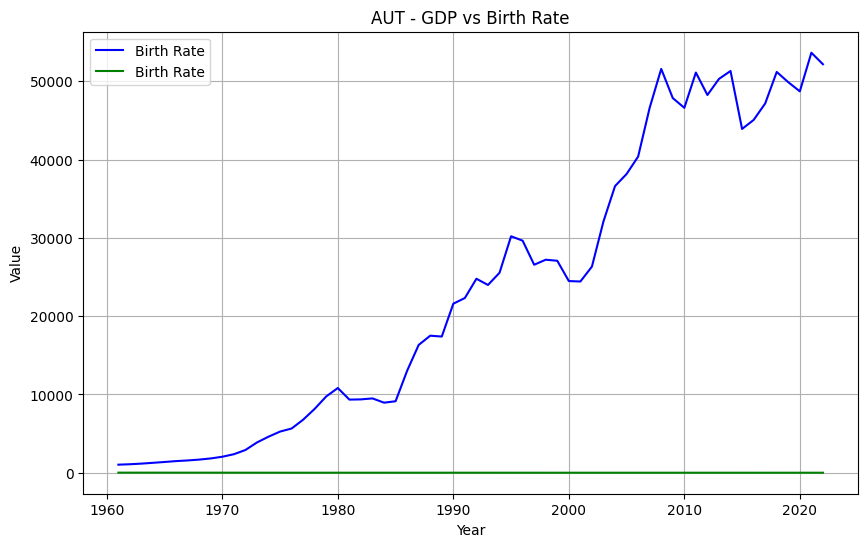 AUT - GDP vs Birth Rate
Birth Rate
Birth Rate
Value
50000
40000
30000
20000
10000
0
1960 1970 1980 1990 2000 2010 2020
Year